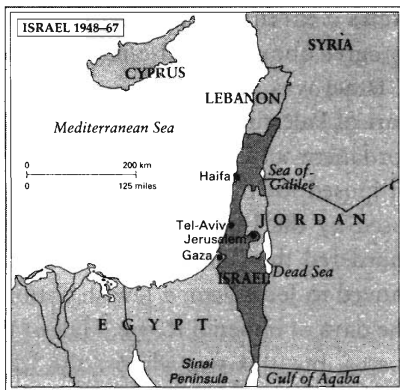 ISRAEL 1948–67
SYRIA
CYPRUS
LEBANON
Mediterranean Sea
0 200 km
0 125 miles
Haifa
Sea of
Galilee
JORDAN
Tel-Aviv
Jerusalem
Gaza
ISRAEL
Dead Sea
EGYPT
Sinai
Peninsula
Gulf of Aqaba